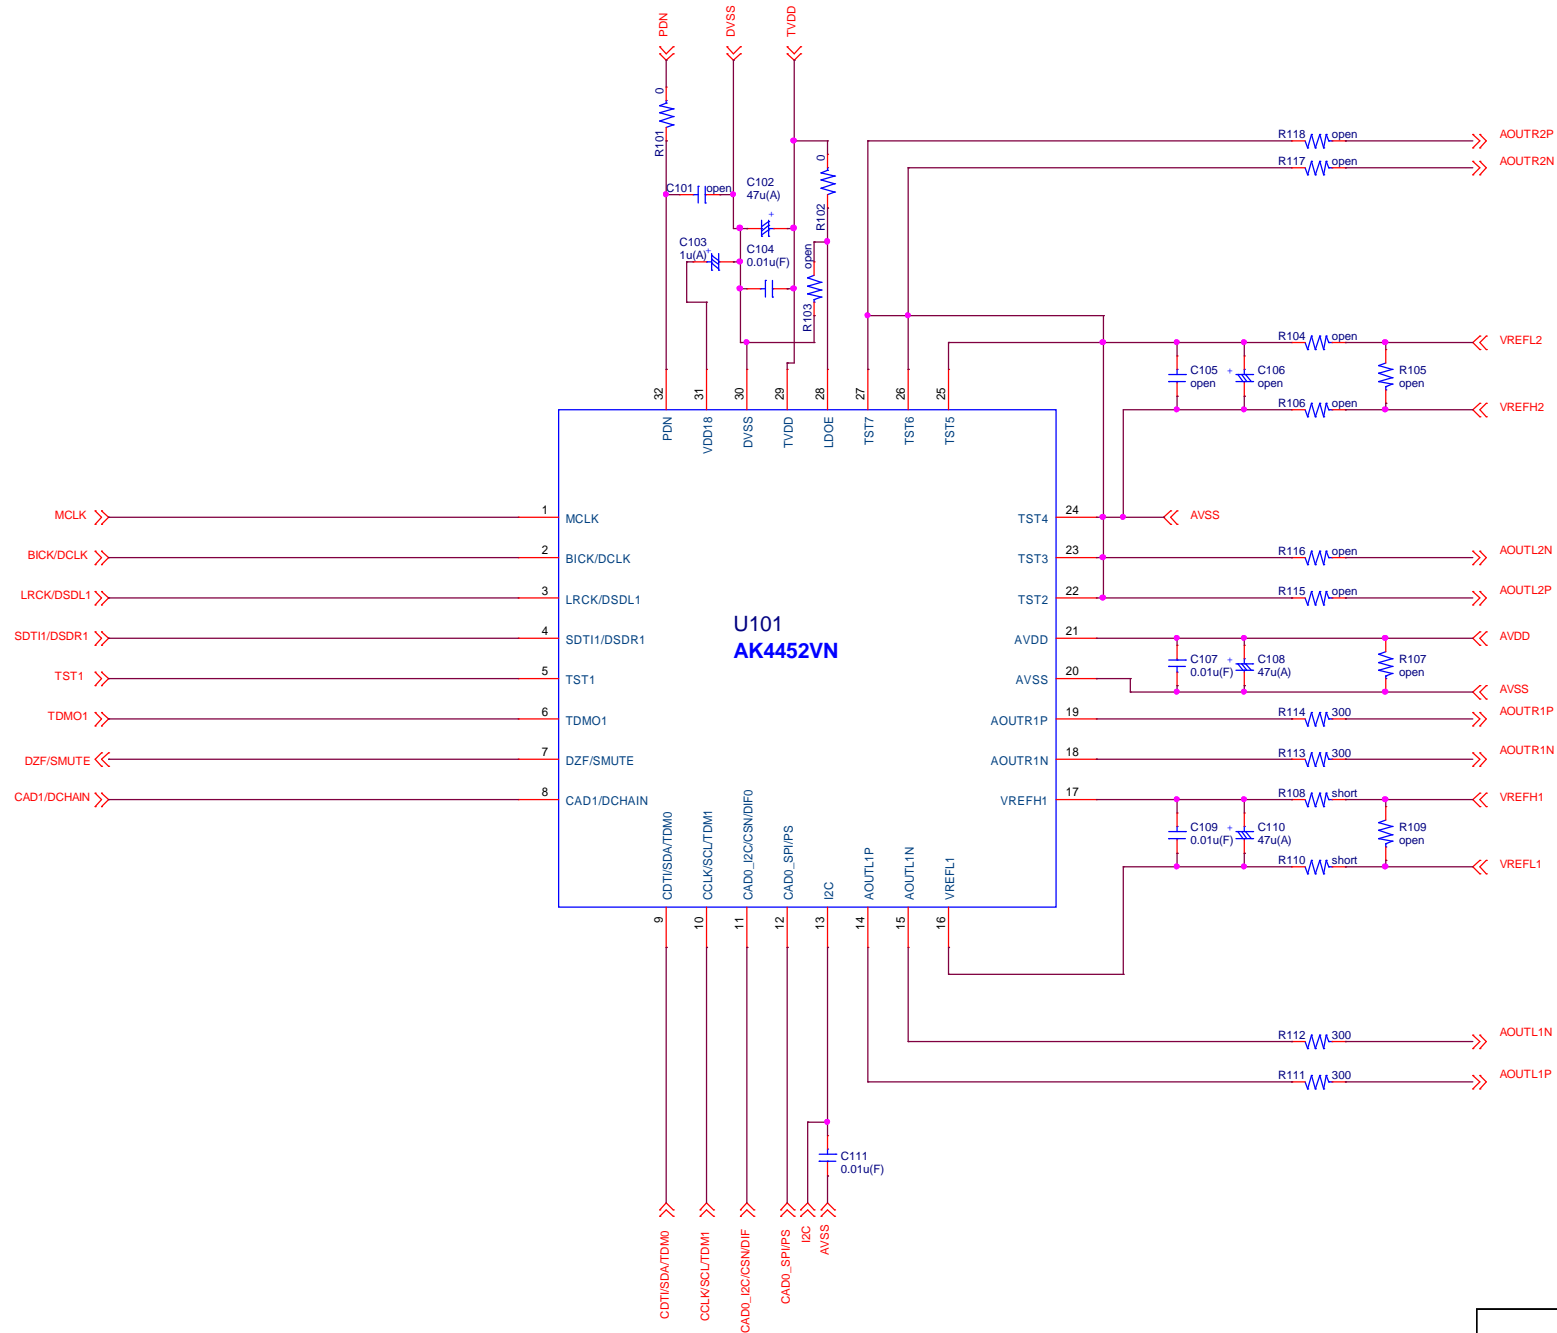 PDN
DVSS
TVDD
0
R101
C101
open
C102
47u(A)
0
R102
C103
1u(A)
+
+
C104
0.01u(F)
open
R103
R118
open
AOUTR2P
R117
open
AOUTR2N
R104
open
VREFL2
C105
open
+
C106
open
R105
open
R106
open
VREFH2
32
31
30
29
28
27
26
25
PDN
VDD18
DVSS
TVDD
LDOE
TST7
TST6
TST5
MCLK
1
MCLK
BICK/DCLK
2
BICK/DCLK
LRCK/DSDL1
3
LRCK/DSDL1
SDTI1/DSDR1
4
SDTI1/DSDR1
TST1
5
TST1
TDMO1
6
TDMO1
DZF/SMUTE
7
DZF/SMUTE
CAD1/DCHAIN
8
CAD1/DCHAIN
U101
AK4452VN
TST4
24
AVSS
TST3
23
R116
open
AOUTL2N
TST2
22
R115
open
AOUTL2P
AVDD
21
AVDD
C107
0.01u(F)
+
C108
47u(A)
R107
open
AVSS
20
AVSS
AOUTR1P
19
R114
300
AOUTR1P
AOUTR1N
18
R113
300
AOUTR1N
VREFH1
17
R108
short
VREFH1
C109
0.01u(F)
+
C110
47u(A)
R109
open
R110
short
VREFL1
CDTI/SDA/TDM0
CCLK/SCL/TDM1
CAD0_I2C/CSN/DIF0
CAD0_SPI/PS
I2C
AOUTL1P
AOUTL1N
VREFL1
9
10
11
12
13
14
15
16
R112
300
AOUTL1N
R111
300
AOUTL1P
C111
0.01u(F)
CDTI/SDA/TDM0
CCLK/SCL/TDM1
CAD0_I2C/CSN/DIF
CAD0_SPI/PS
I2C
AVSS